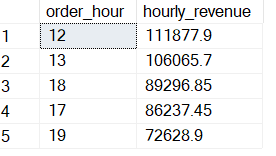 order_hour hourly_revenue
1 12 111877.9
2 13 106065.7
3 18 89296.85
4 17 86237.45
5 19 72628.9